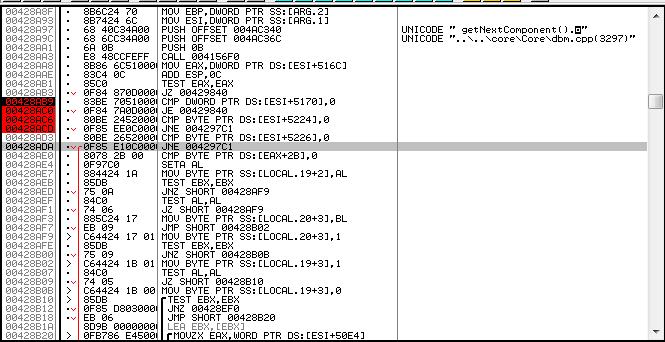 00428A8F 8B6C24 70 MOV EBP,DWORD PTR SS:[ARG.2]
00428A93 8B7424 6C MOV ESI,DWORD PTR SS:[ARG.1]
00428A97 68 40C34A00 PUSH OFFSET 004AC340 UNICODE " getNextComponent().
00428A9C 68 6CC34A00 PUSH OFFSET 004AC36C UNICODE "..\..\core\Core\dbm.cpp(3297)"
00428AA1 6A 0B PUSH 0B
00428AA3 E8 48CCFEFF CALL 004156F0
00428AA8 8B86 6C510000 MOV EAX,DWORD PTR DS:[ESI+516C]
00428AAE 83C4 0C ADD ESP,0C
00428AB1 85C0 TEST EAX,EAX
00428AB3 0F84 870D0000 JZ 00429840
00428AB9 83BE 70510000 CMP DWORD PTR DS:[ESI+5170],0
00428AC0 0F84 7A0D0000 JE 00429840
00428AC6 80BE 24520000 CMP BYTE PTR DS:[ESI+5224],0
00428ACD 0F85 EE0C0000 JNE 004297C1
00428AD3 80BE 26520000 CMP BYTE PTR DS:[ESI+5226],0
00428ADA 0F85 E10C0000 JNE 004297C1
00428AE0 8078 2B 00 CMP BYTE PTR DS:[EAX+2B],0
00428AE4 0F97C0 SETA AL
00428AE7 884424 1A MOV BYTE PTR SS:[LOCAL.19+2],AL
00428AEB 85DB TEST EBX,EBX
00428AED 75 0A JNZ SHORT 00428AF9
00428AEF 84C0 TEST AL,AL
00428AF1 74 06 JZ SHORT 00428AF9
00428AF3 885C24 17 MOV BYTE PTR SS:[LOCAL.20+3],BL
00428AF7 EB 09 JMP SHORT 00428B02
00428AF9 C64424 17 01 MOV BYTE PTR SS:[LOCAL.20+3],1
00428AFE 85DB TEST EBX,EBX
00428B00 75 09 JNZ SHORT 00428B0B
00428B02 C64424 1B 01 MOV BYTE PTR SS:[LOCAL.19+3],1
00428B07 84C0 TEST AL,AL
00428B09 74 05 JZ SHORT 00428B10
00428B0B C64424 1B 00 MOV BYTE PTR SS:[LOCAL.19+3],0
00428B10 85DB TEST EBX,EBX
00428B12 0F85 D8030000 JNZ 00428EF0
00428B18 EB 06 JMP SHORT 00428B20
00428B1A 8D9B 00000000 LEA EBX,[EBX]
00428B20 0FB786 E45000 MOVZX EAX,WORD PTR DS:[ESI+50E4]